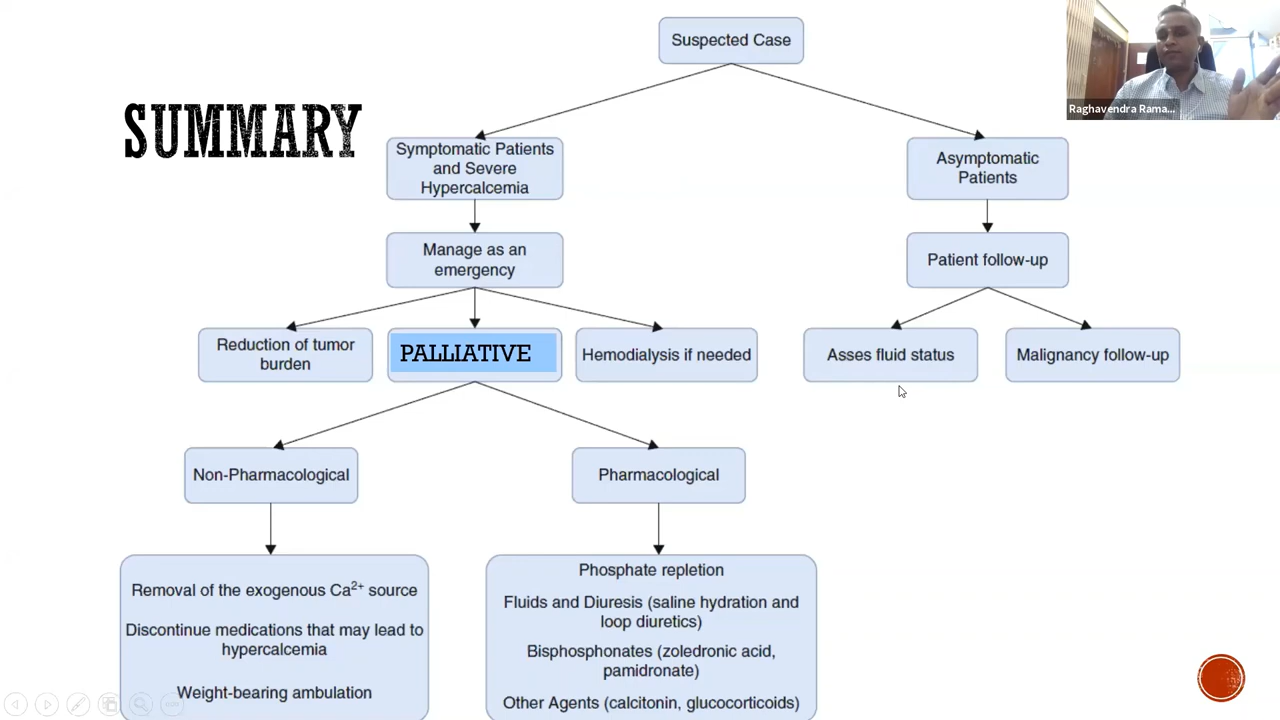 Suspected Case
Raghavendra Rama...
SUMMARY
Symptomatic Patients
and Severe
Hypercalcemia
Asymptomatic
Patients
Manage as an
emergency
Patient follow-up
Reduction of tumor
burden
PALLIATIVE
Hemodialysis if needed
Asses fluid status
Malignancy follow-up
Non-Pharmacological
Pharmacological
Removal of the exogenous Ca²⁺ source
Discontinue medications that may lead to
hypercalcemia
Weight-bearing ambulation
Phosphate repletion
Fluids and Diuresis (saline hydration and
loop diuretics)
Bisphosphonates (zoledronic acid,
pamidronate)
Other Agents (calcitonin, glucocorticoids)